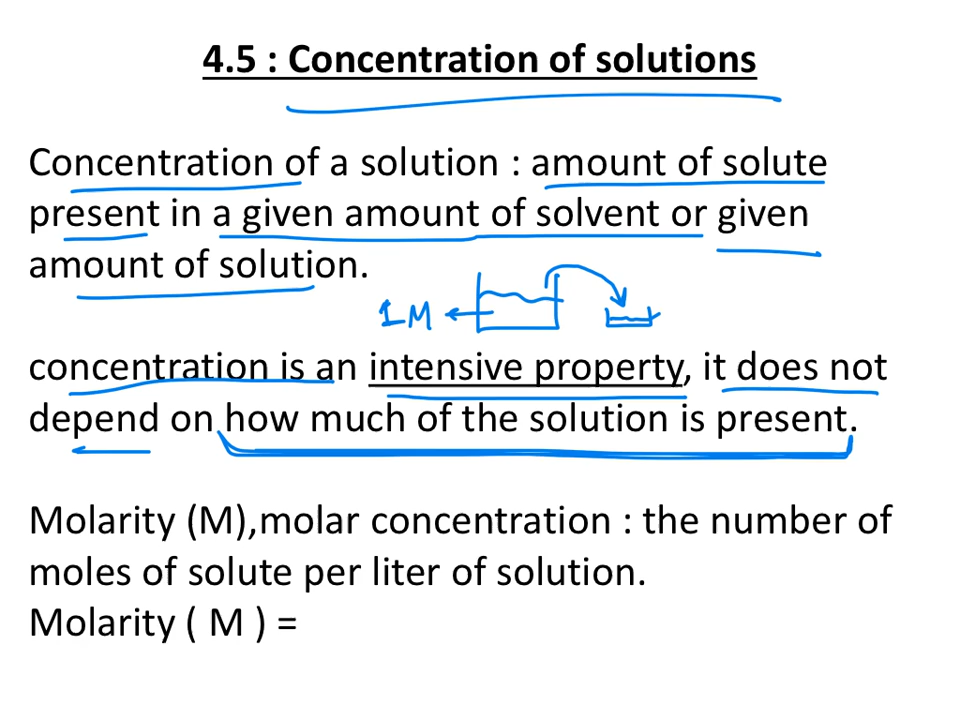 4.5 : Concentration of solutions
Concentration of a solution : amount of solute
present in a given amount of solvent or given
amount of solution.
1M
concentration is an intensive property, it does not
depend on how much of the solution is present.
Molarity (M),molar concentration : the number of
moles of solute per liter of solution.
Molarity ( M ) =